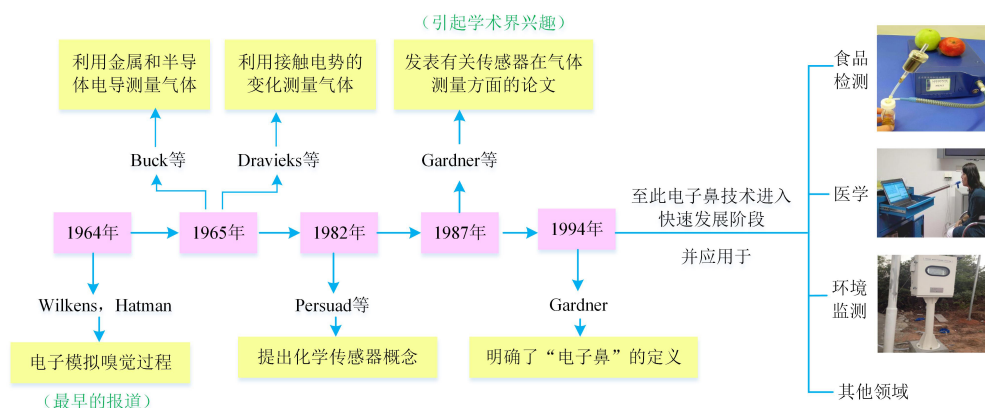 （引起学术界兴趣）
利用金属和半导
体电导测量气体
利用接触电势的
变化测量气体
发表有关传感器在气体
测量方面的论文
Buck等
Dravieks等
Gardner等
1964年
1965年
1982年
1987年
1994年
Wilkens，Hatman
Persuad等
Gardner
电子模拟嗅觉过程
提出化学传感器概念
明确了“电子鼻”的定义
（最早的报道）
至此电子鼻技术进入
快速发展阶段
并应用于
食品
检测
医学
环境
监测
其他领域